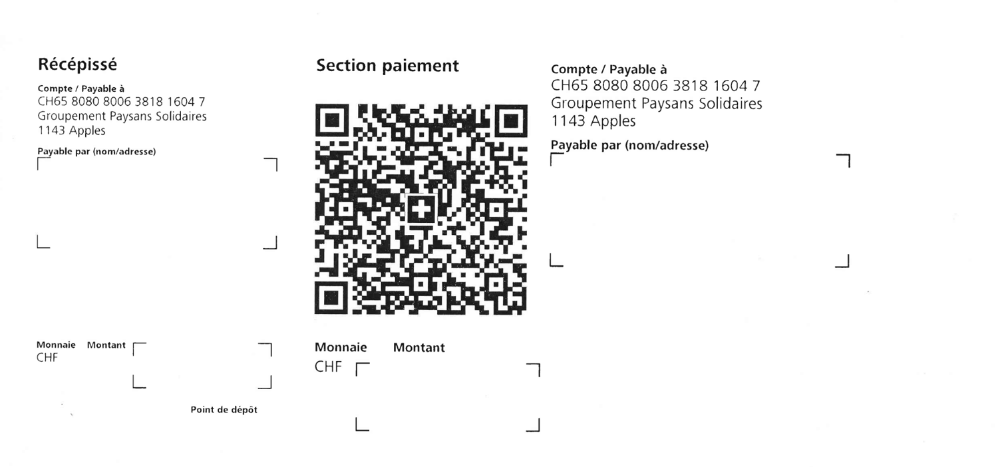 Récépissé
Compte / Payable à
CH65 8080 8006 3818 1604 7
Groupement Paysans Solidaires
1143 Apples
Payable par (nom/adresse)
Monnaie Montant
CHF
Point de dépôt
Section paiement
Monnaie Montant
CHF
Compte / Payable à
CH65 8080 8006 3818 1604 7
Groupement Paysans Solidaires
1143 Apples
Payable par (nom/adresse)